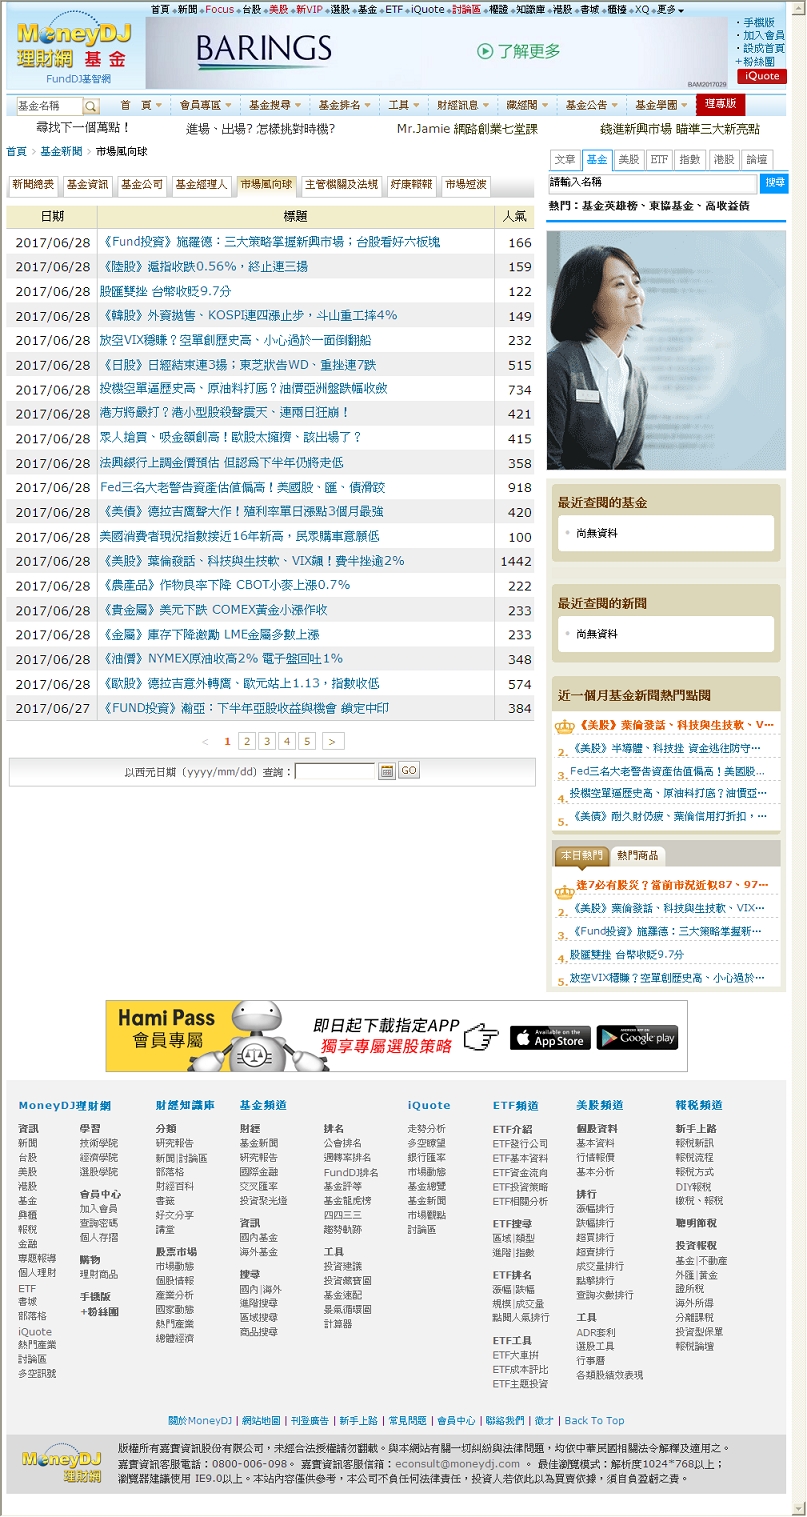 首頁 新聞 Focus 台股 美股 新VIP 選股 基金 ETF iQuote 討論區 權證 知識庫 港股 書城 櫃檯 XQ 更多
MoneyDJ
理財網 基金
FundDJ基智網
BARINGS
了解更多
BAM2017029
手機版
加入會員
設成首頁
+粉絲團
iQuote
基金名稱
首 頁 會員專區 基金搜尋 基金排名 工具 財經訊息 藏經閣 基金公告 基金學園 理專版
尋找下一個萬點！ 進場、出場? 怎樣挑對時機? Mr.Jamie 網路創業七堂課 錢進新興市場 瞄準三大新亮點
首頁 > 基金新聞 > 市場風向球
新聞總表 基金資訊 基金公司 基金經理人 市場風向球 主管機關及法規 好康報報 市場短波
日期 標題 人氣
2017/06/28 《Fund投資》施羅德：三大策略掌握新興市場；台股看好六板塊 166
2017/06/28 《陸股》滬指收跌0.56%，終止連三揚 159
2017/06/28 股匯雙挫 台幣收貶9.7分 122
2017/06/28 《韓股》外資拋售、KOSPI連四漲止步，斗山重工摔4% 149
2017/06/28 放空VIX穩賺？空單創歷史高、小心過於一面倒翻船 232
2017/06/28 《日股》日經結束連3揚；東芝狀告WD、重挫連7跌 515
2017/06/28 投機空單逼歷史高、原油料打底？油價亞洲盤跌幅收斂 734
2017/06/28 港方將嚴打？港小型股殺聲震天、連兩日狂崩！ 421
2017/06/28 眾人搶買、吸金額創高！歐股太擁擠、該出場了？ 415
2017/06/28 法興銀行上調金價預估 但認為下半年仍將走低 358
2017/06/28 Fed三名大老警告資產估值偏高！美國股、匯、債滑跤 918
2017/06/28 《美債》德拉吉鷹聲大作！殖利率單日漲點3個月最強 420
2017/06/28 美國消費者現況指數接近16年新高，民眾購車意願低 100
2017/06/28 《美股》葉倫發話、科技與生技軟、VIX飆！費半挫逾2% 1442
2017/06/28 《農產品》作物良率下降 CBOT小麥上漲0.7% 222
2017/06/28 《貴金屬》美元下跌 COMEX黃金小漲作收 233
2017/06/28 《金屬》庫存下降激勵 LME金屬多數上漲 233
2017/06/28 《油價》NYMEX原油收高2% 電子盤回吐1% 348
2017/06/28 《歐股》德拉吉意外轉鷹、歐元站上1.13，指數收低 574
2017/06/27 《FUND投資》瀚亞：下半年亞股收益與機會 鎖定中印 384
< 1 2 3 4 5 >
以西元日期（yyyy/mm/dd）查詢： GO
文章 基金 美股 ETF 指數 港股 論壇
請輸入名稱 搜尋
熱門：基金英雄榜、東協基金、高收益債
最近查閱的基金
尚無資料
最近查閱的新聞
尚無資料
近一個月基金新聞熱門點閱
《美股》葉倫發話、科技與生技軟、V…
2. 《美股》半導體、科技挫 資金逃往防守…
3. Fed三名大老警告資產估值偏高！美國股...
4. 投機空單逼歷史高、原油料打底？油價亞…
5. 《美債》耐久財仍疲、葉倫信用打折扣，…
本日熱門 熱門商品
逢7必有股災？當前市況近似87、97…
2. 《美股》葉倫發話、科技與生技軟、VIX…
3. 《Fund投資》施羅德：三大策略掌握新…
4. 股匯雙挫 台幣收貶9.7分
5. 放空VIX穩賺？空單創歷史高、小心過於…
Hami Pass
會員專屬
即日起下載指定APP
獨享專屬選股策略
Available on the App Store
Google play
MoneyDJ理財網
資訊
新聞
台股
美股
港股
基金
興櫃
報稅
金融
專題報導
個人理財
ETF
書城
部落格
iQuote
熱門產業
討論區
多空訊號
學習
技術學院
經濟學院
選股學院
會員中心
加入會員
查詢密碼
個人存摺
購物
理財商品
手機版
+粉絲團
財經知識庫
分類
研究報告
新聞|討論區
部落格
財經百科
書籤
好文分享
講堂
股票市場
市場動態
個股情報
產業分析
國家動態
熱門產業
總體經濟
基金頻道
財經
基金新聞
研究報告
國際金融
交叉匯率
投資聚光燈
資訊
國內基金
海外基金
搜尋
國內|海外
進階搜尋
區域搜尋
商品搜尋
排名
公會排名
週轉率排名
FundDJ排名
基金評等
基金龍虎榜
四四三三
趨勢軌跡
工具
投資建議
投資藏寶圖
基金速配
景氣循環圖
計算器
iQuote
走勢分析
多空瞭望
銀行匯率
市場動態
基金總覽
基金新聞
市場觀點
討論區
ETF頻道
ETF介紹
ETF發行公司
ETF基本資料
ETF資金流向
ETF投資策略
ETF相關分析
ETF搜尋
區域|類型
進階|指數
ETF排名
漲幅|跌幅
規模|成交量
點閱人氣排行
ETF工具
ETF大車拚
ETF成本評比
ETF主題投資
美股頻道
個股資料
基本資料
行情報價
基本分析
排行
漲幅排行
跌幅排行
超買排行
超賣排行
成交量排行
點擊排行
查詢次數排行
工具
ADR套利
選股工具
行事曆
各類股績效表現
報稅頻道
新手上路
報稅新訊
報稅流程
報稅方式
DIY報稅
繳稅、報稅
聰明節稅
投資報稅
基金|不動產
外匯|黃金
證所稅
海外所得
分離課稅
投資型保單
報稅論壇
關於MoneyDJ | 網站地圖 | 刊登廣告 | 新手上路 | 常見問題 | 會員中心 | 聯絡我們 | 徵才 | Back To Top
MoneyDJ
理財網
版權所有嘉實資訊股份有限公司，未經合法授權請勿翻載。與本網站有關一切糾紛與法律問題，均依中華民國相關法令解釋及適用之。
嘉實資訊客服電話：0800-006-098。 嘉實資訊客服信箱：econsult@moneydj.com 。 最佳瀏覽模式：解析度1024*768以上；
瀏覽器建議使用 IE9.0以上。本站內容僅供參考，本公司不負任何法律責任，投資人若依此以為買賣依據，須自負盈虧之責。